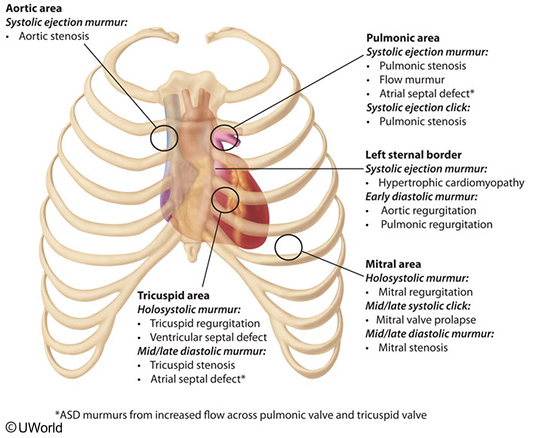 Aortic area
Systolic ejection murmur:
• Aortic stenosis
Pulmonic area
Systolic ejection murmur:
• Pulmonic stenosis
• Flow murmur
• Atrial septal defect*
Systolic ejection click:
• Pulmonic stenosis
Left sternal border
Systolic ejection murmur:
• Hypertrophic cardiomyopathy
Early diastolic murmur:
• Aortic regurgitation
• Pulmonic regurgitation
Mitral area
Holosystolic murmur:
• Mitral regurgitation
Mid/late systolic click:
• Mitral valve prolapse
Mid/late diastolic murmur:
• Mitral stenosis
Tricuspid area
Holosystolic murmur:
• Tricuspid regurgitation
• Ventricular septal defect
Mid/late diastolic murmur:
• Tricuspid stenosis
• Atrial septal defect*
*ASD murmurs from increased flow across pulmonic valve and tricuspid valve
©UWorld